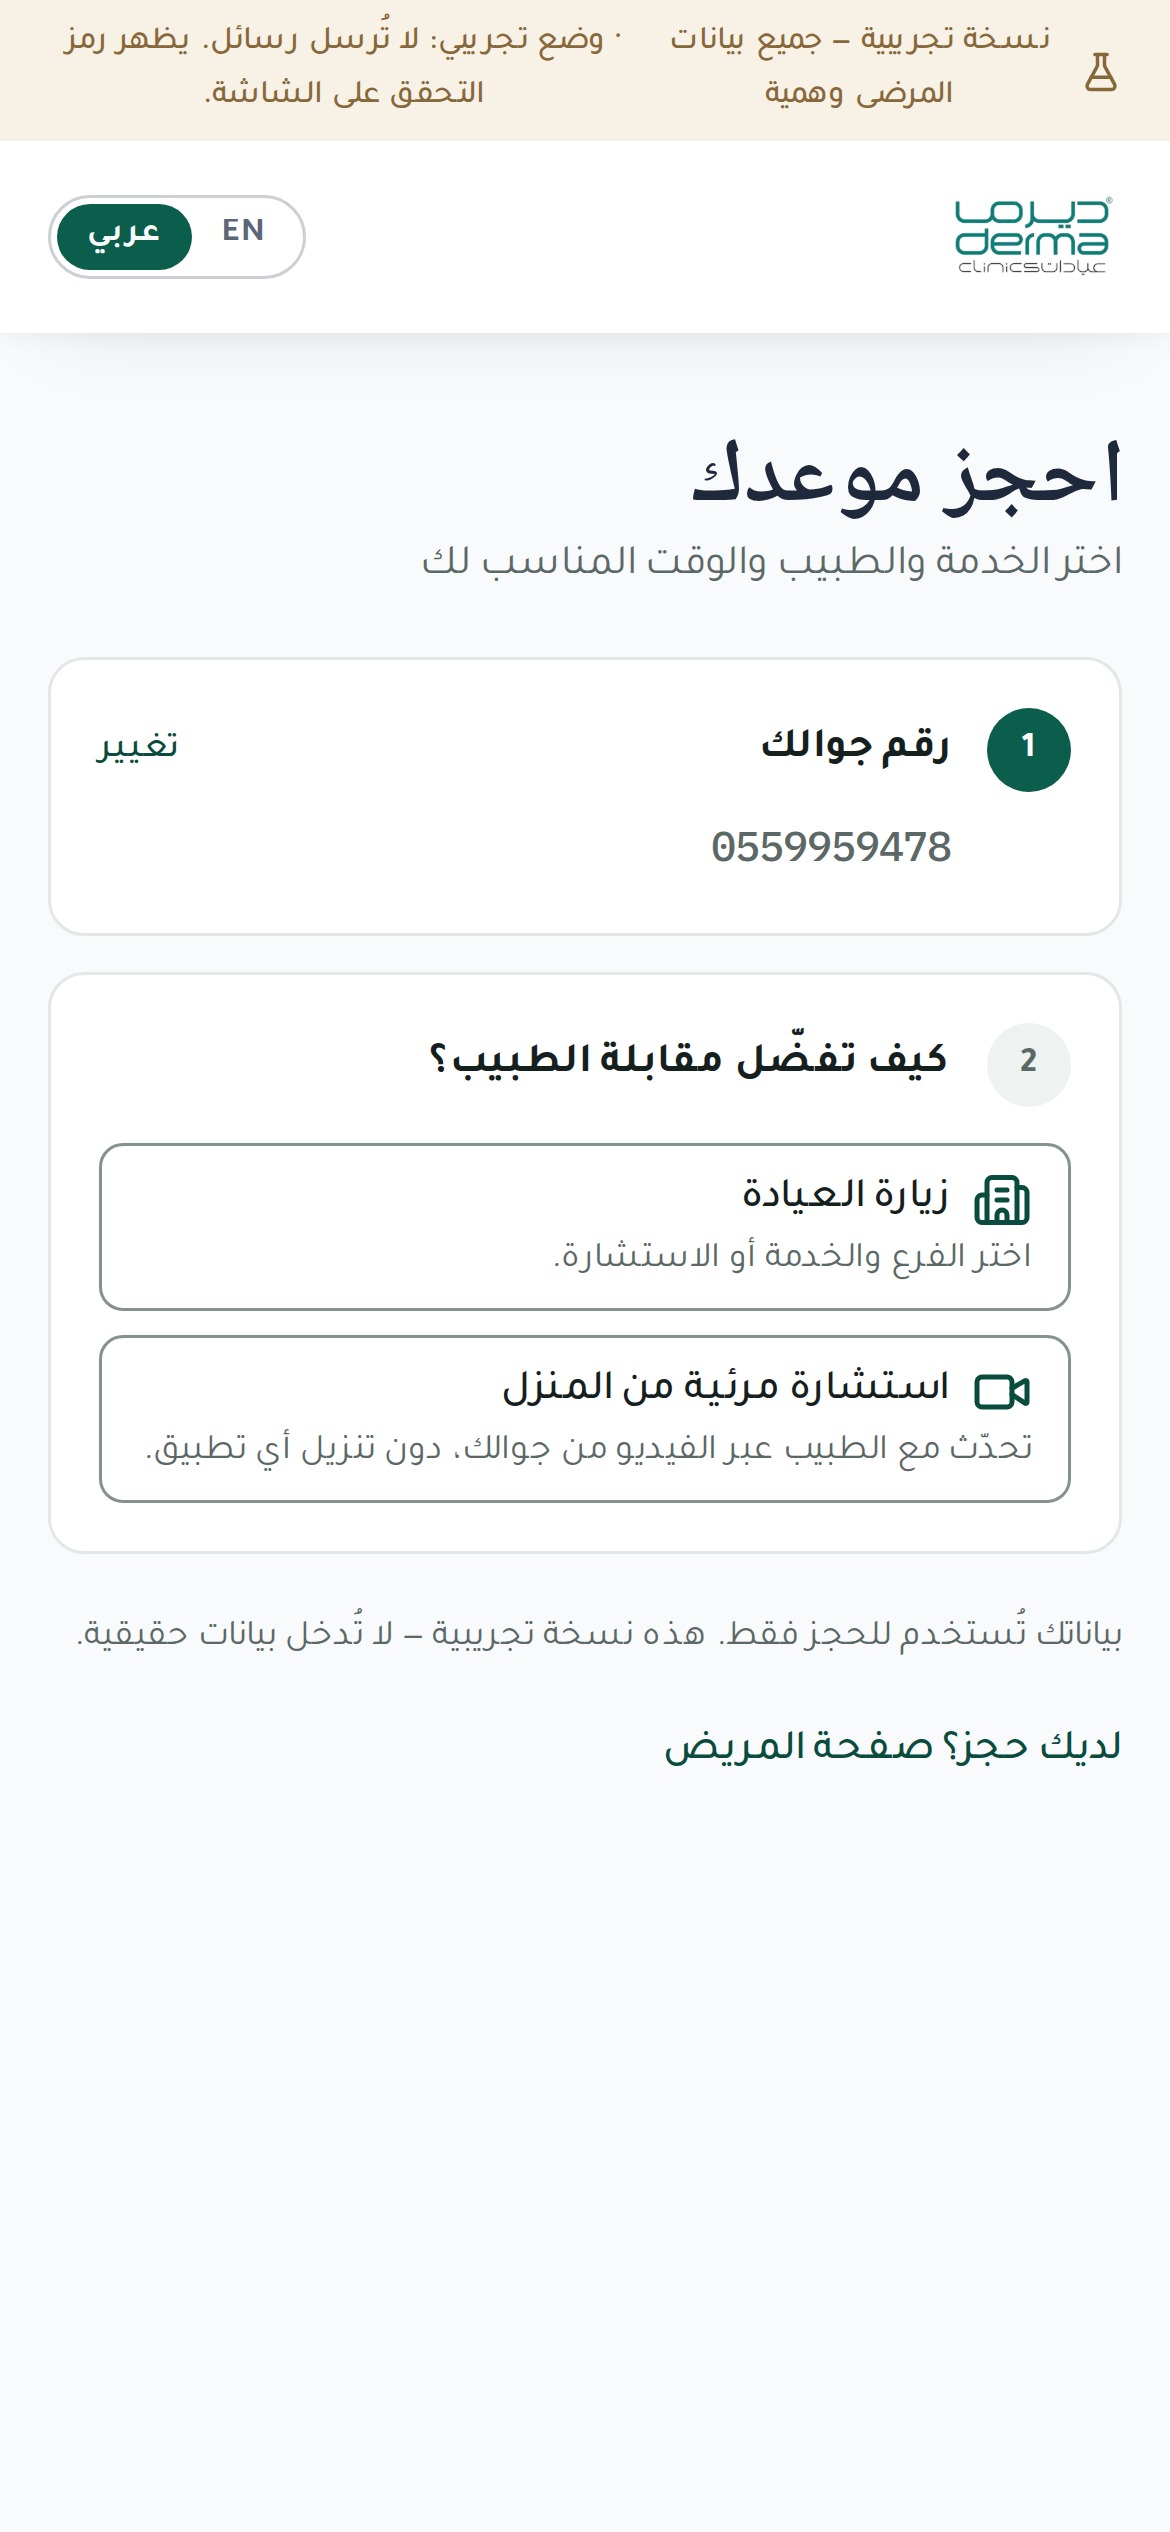 نسخة تجريبية – جميع بيانات المرضى وهمية
· وضع تجريبي: لا تُرسل رسائل. يظهر رمز التحقق على الشاشة.
ديرما®
derma
clinics عيادات
EN
عربي
احجز موعدك
اختر الخدمة والطبيب والوقت المناسب لك
1
رقم جوالك
تغيير
0559959478
2
كيف تفضّل مقابلة الطبيب؟
زيارة العيادة
اختر الفرع والخدمة أو الاستشارة.
استشارة مرئية من المنزل
تحدّث مع الطبيب عبر الفيديو من جوالك، دون تنزيل أي تطبيق.
بياناتك تُستخدم للحجز فقط. هذه نسخة تجريبية – لا تُدخل بيانات حقيقية.
لديك حجز؟ صفحة المريض